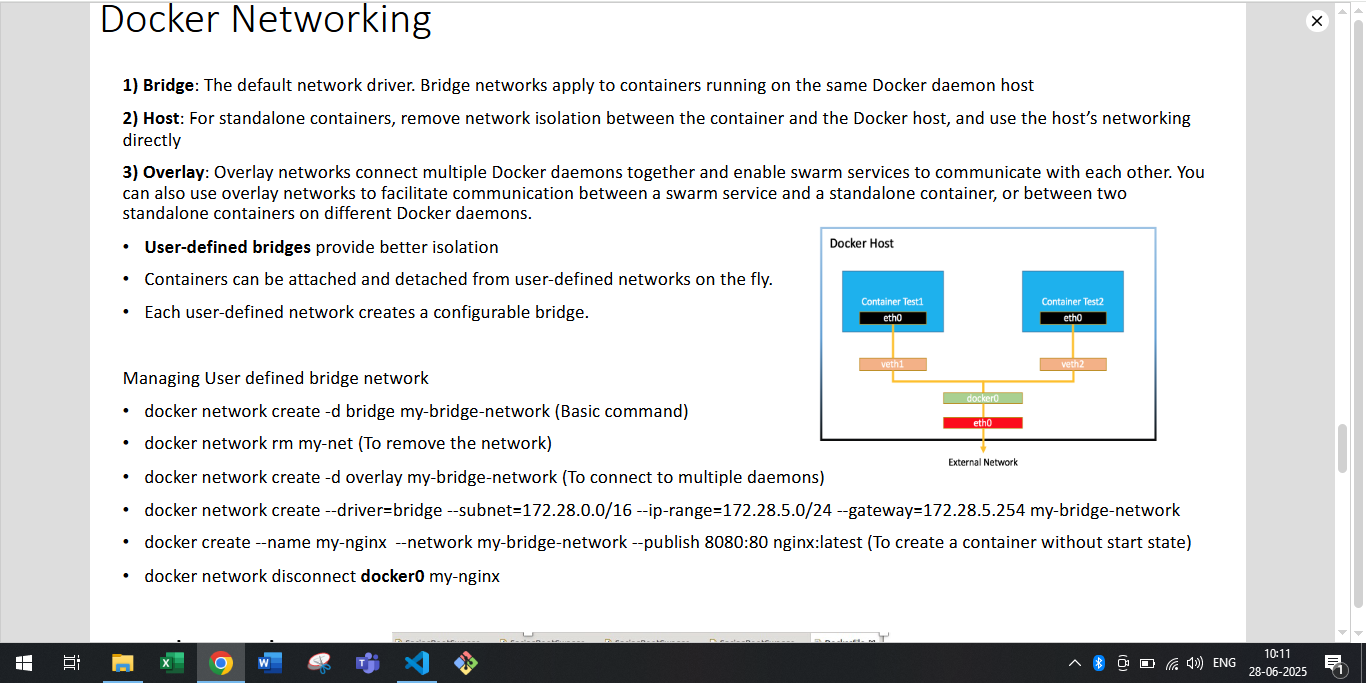 Docker Networking
1) Bridge: The default network driver. Bridge networks apply to containers running on the same Docker daemon host
2) Host: For standalone containers, remove network isolation between the container and the Docker host, and use the host’s networking
directly
3) Overlay: Overlay networks connect multiple Docker daemons together and enable swarm services to communicate with each other. You
can also use overlay networks to facilitate communication between a swarm service and a standalone container, or between two
standalone containers on different Docker daemons.
• User-defined bridges provide better isolation
• Containers can be attached and detached from user-defined networks on the fly.
• Each user-defined network creates a configurable bridge.
Docker Host
Container Test1
eth0
Container Test2
eth0
veth1
veth2
docker0
eth0
External Network
Managing User defined bridge network
• docker network create -d bridge my-bridge-network (Basic command)
• docker network rm my-net (To remove the network)
• docker network create -d overlay my-bridge-network (To connect to multiple daemons)
• docker network create --driver=bridge --subnet=172.28.0.0/16 --ip-range=172.28.5.0/24 --gateway=172.28.5.254 my-bridge-network
• docker create --name my-nginx  --network my-bridge-network --publish 8080:80 nginx:latest (To create a container without start state)
• docker network disconnect docker0 my-nginx
ENG
10:11
28-06-2025
1